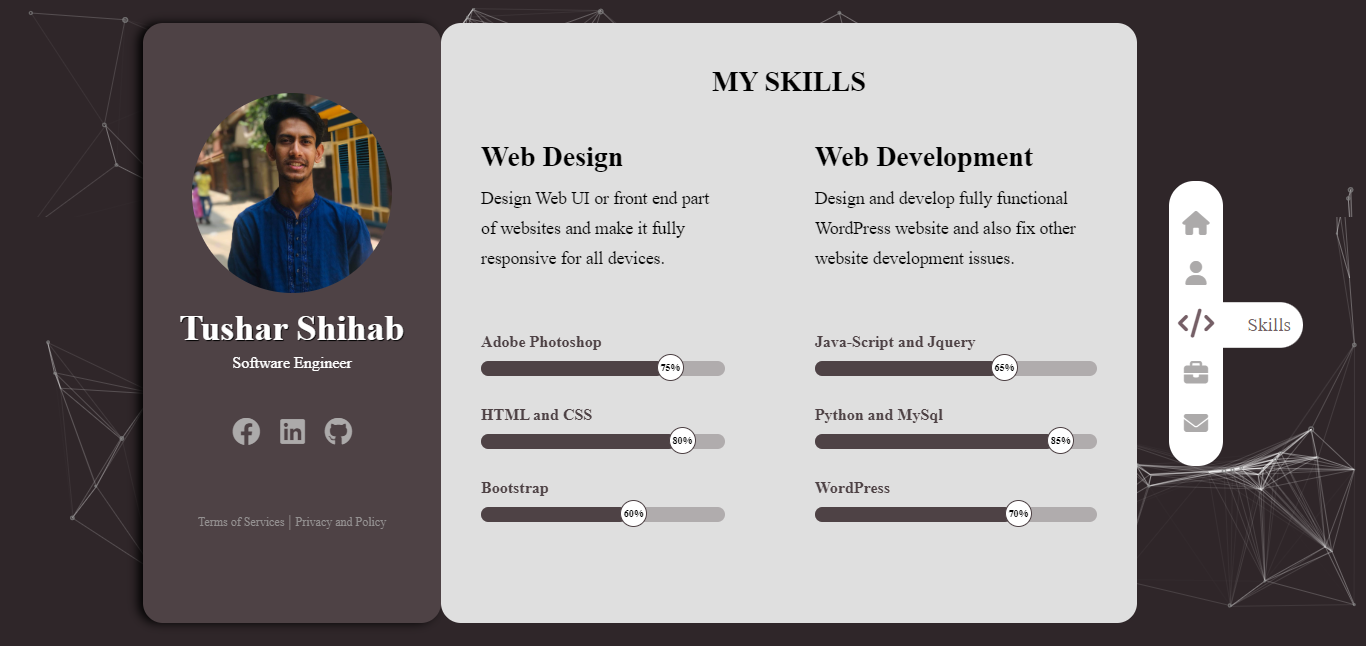 Tushar Shihab
Software Engineer
Terms of Services | Privacy and Policy
MY SKILLS
Web Design
Design Web UI or front end part
of websites and make it fully
responsive for all devices.
Adobe Photoshop
75%
HTML and CSS
80%
Bootstrap
60%
Web Development
Design and develop fully functional
WordPress website and also fix other
website development issues.
Java-Script and Jquery
65%
Python and MySql
85%
WordPress
70%
Skills